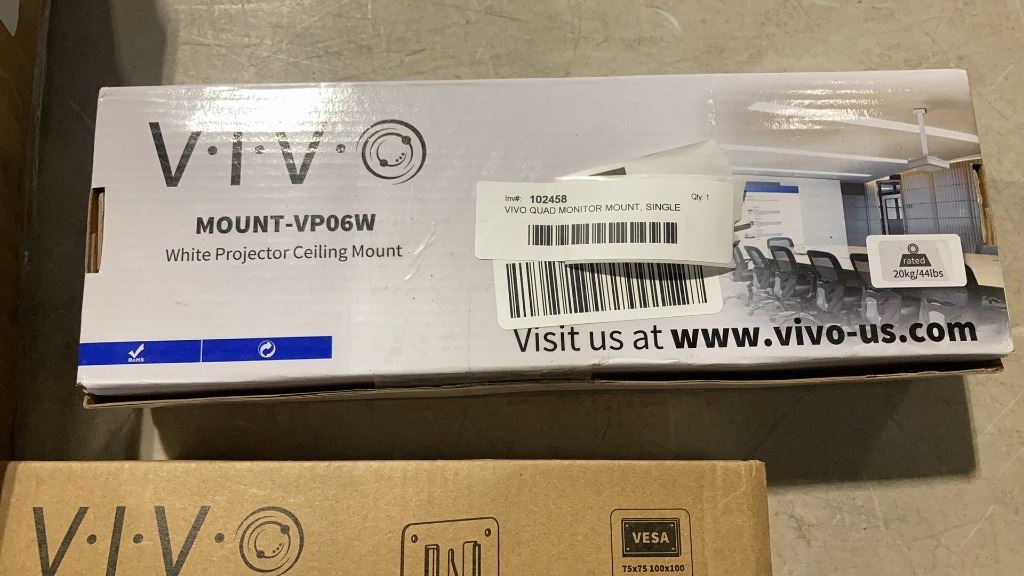 V·I·V·O
MOUNT-VP06W
White Projector Ceiling Mount
Inv#: 102458 Qty. 1
VIVO QUAD MONITOR MOUNT, SINGLE
rated
20kg/44lbs
Visit us at www.vivo-us.com
RoHS
V·I·V·O
VESA
75x75 100x100